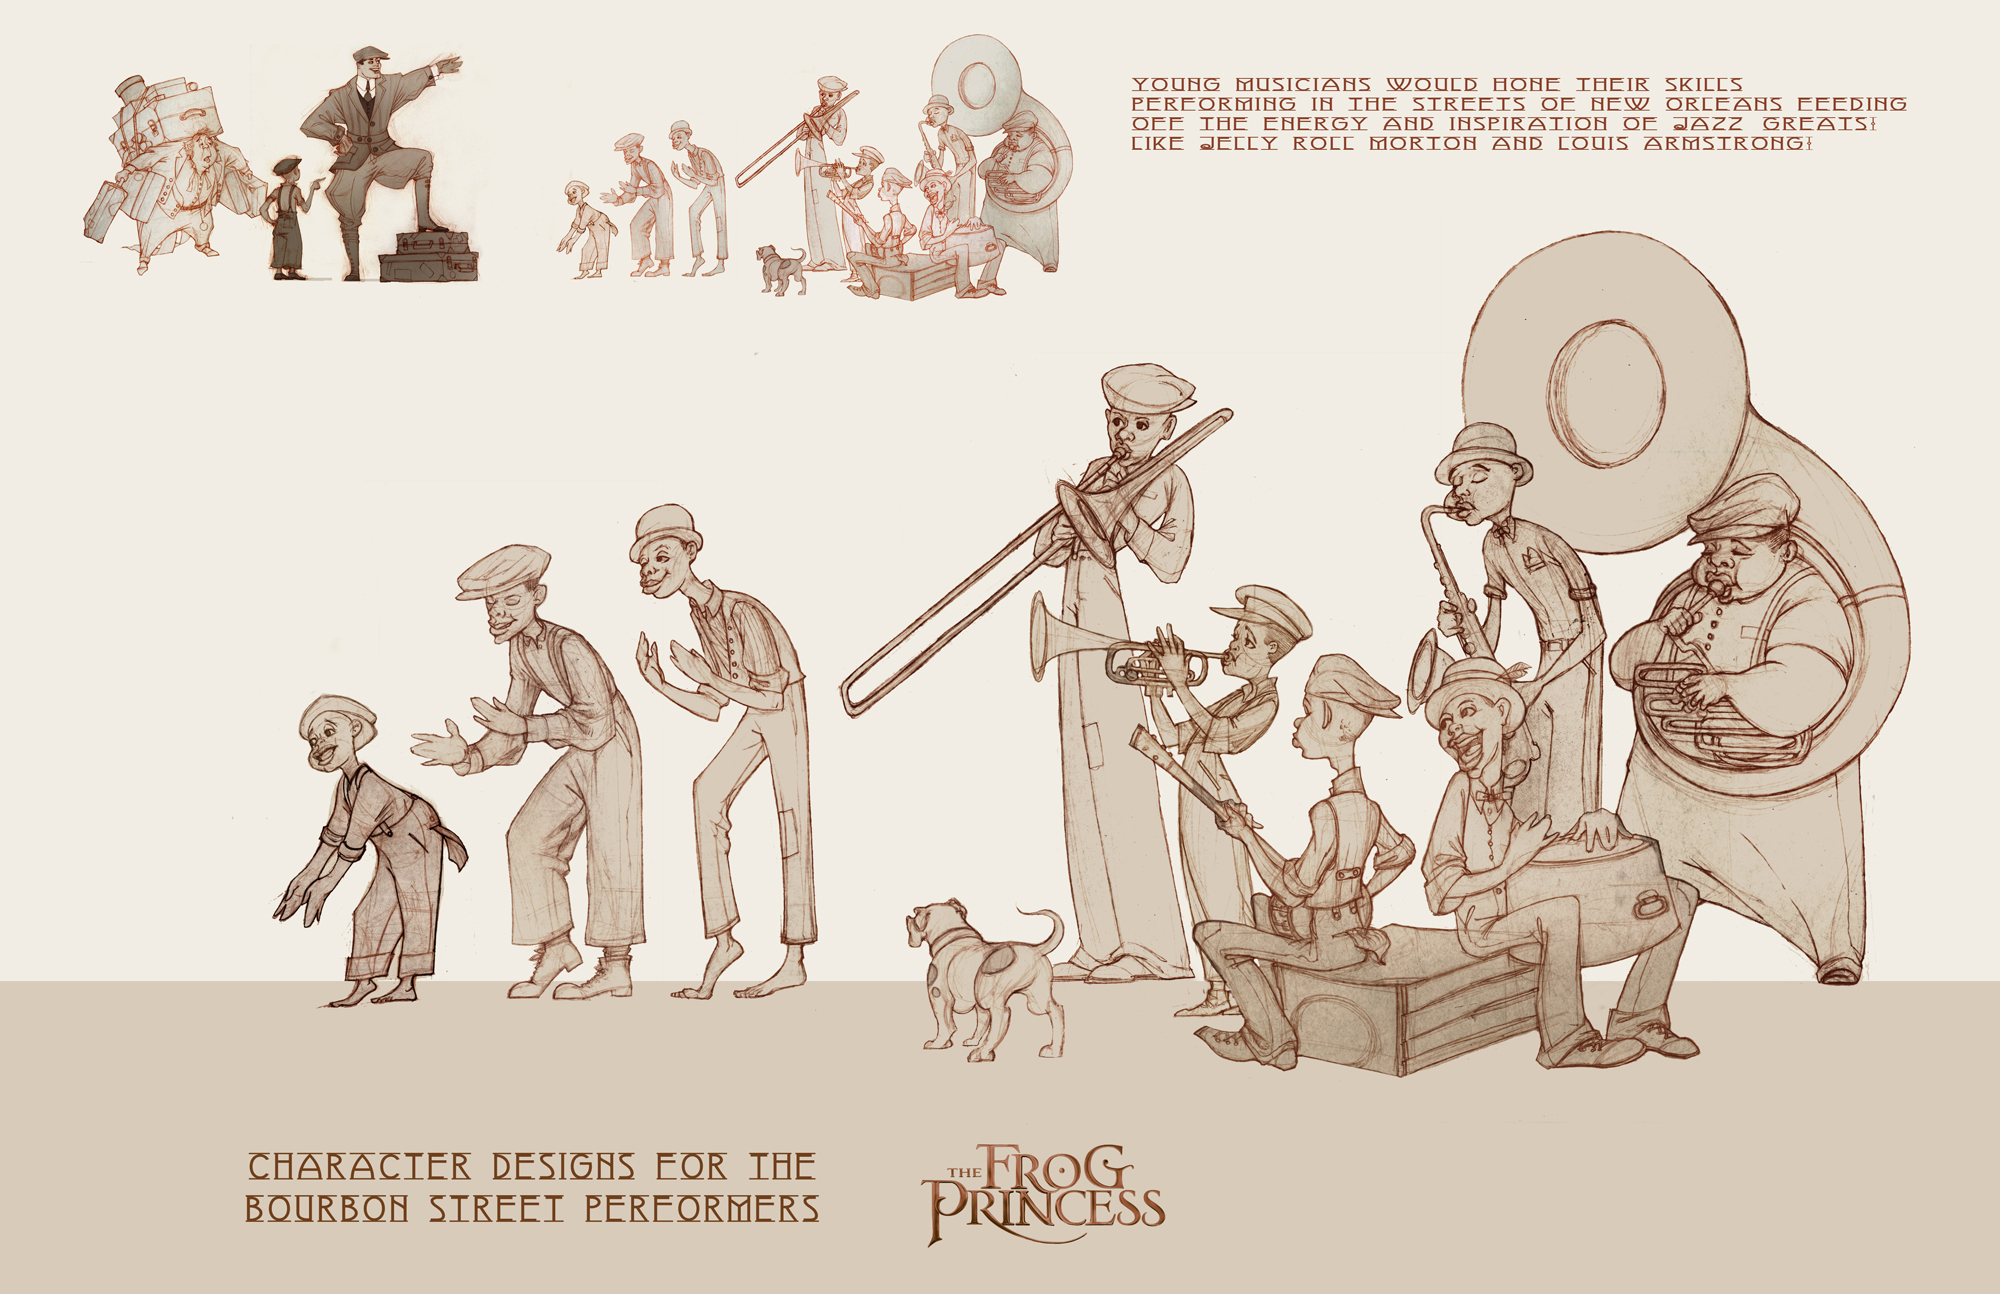 YOUNG MUSICIANS WOULD HONE THEIR SKILLS
PERFORMING IN THE STREETS OF NEW ORLEANS FEEDING
OFF THE ENERGY AND INSPIRATION OF JAZZ GREATS!
LIKE JELLY ROLL MORTON AND LOUIS ARMSTRONG!
CHARACTER DESIGNS FOR THE
BOURBON STREET PERFORMERS
THE FROG
PRINCESS